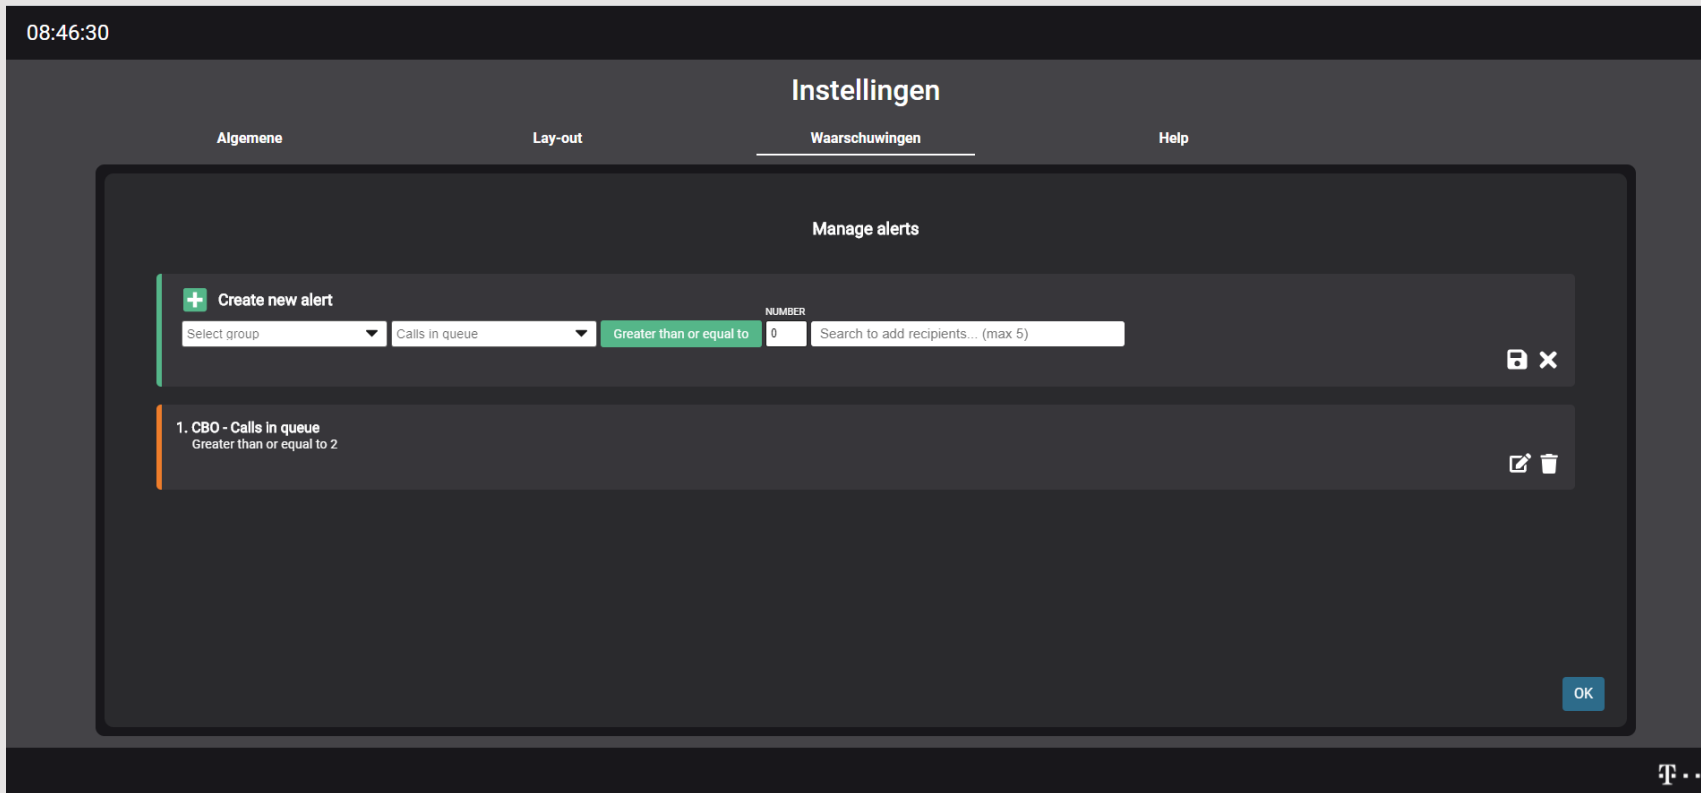 08:46:30
Instellingen
Algemene
Lay-out
Waarschuwingen
Help
Manage alerts
Create new alert
NUMBER
Select group
Calls in queue
Greater than or equal to
0
Search to add recipients... (max 5)
1. CBO - Calls in queue
Greater than or equal to 2
OK
T